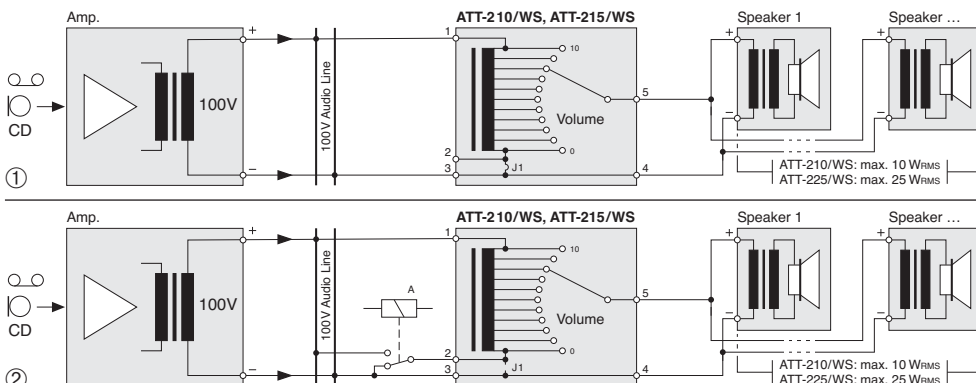 Amp.
ATT-210/WS, ATT-215/WS
Speaker 1
Speaker ...
+
1
10
+
+
CD
100V
100V Audio Line
Volume
5
2
3
0
J1
4
−
−
−
①
ATT-210/WS: max. 10 WRMS
ATT-225/WS: max. 25 WRMS
Amp.
ATT-210/WS, ATT-215/WS
Speaker 1
Speaker ...
+
1
10
+
+
CD
100V
100V Audio Line
A
Volume
5
2
3
0
J1
4
−
−
−
②
ATT-210/WS: max. 10 WRMS
ATT-225/WS: max. 25 WRMS